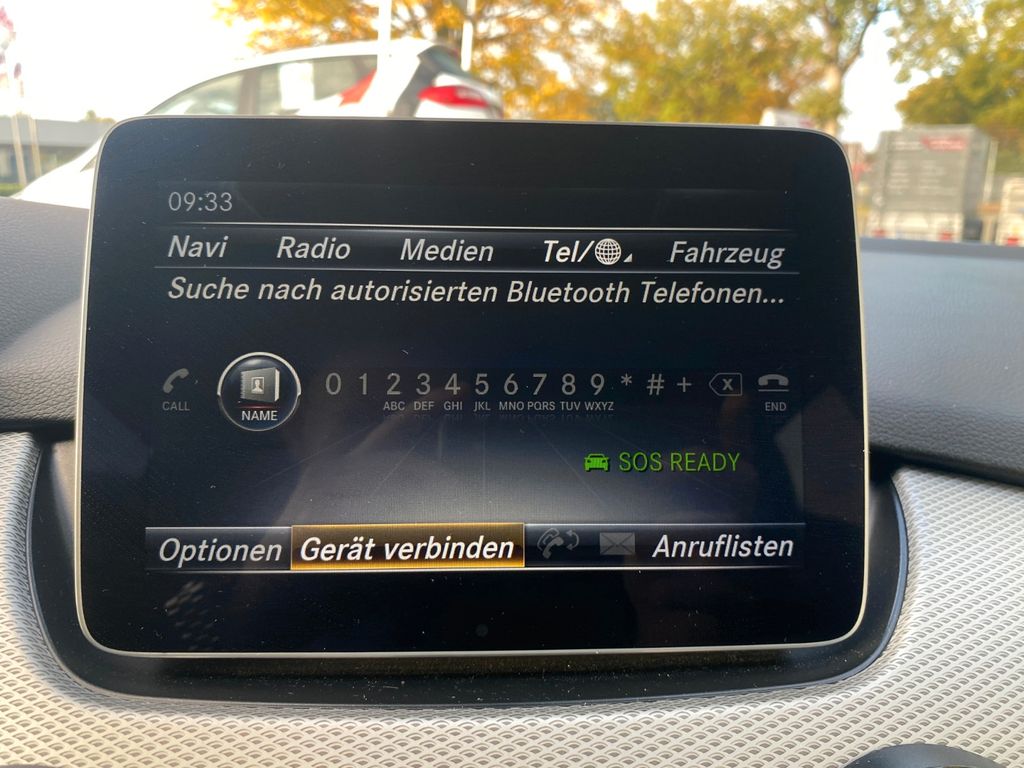 09:33
Navi Radio Medien Tel/ Fahrzeug
Suche nach autorisierten Bluetooth Telefonen...
0 1 2 3 4 5 6 7 8 9 * # +
CALL NAME ABC DEF GHI JKL MNO PQRS TUV WXYZ END
SOS READY
Optionen Gerät verbinden Anruflisten